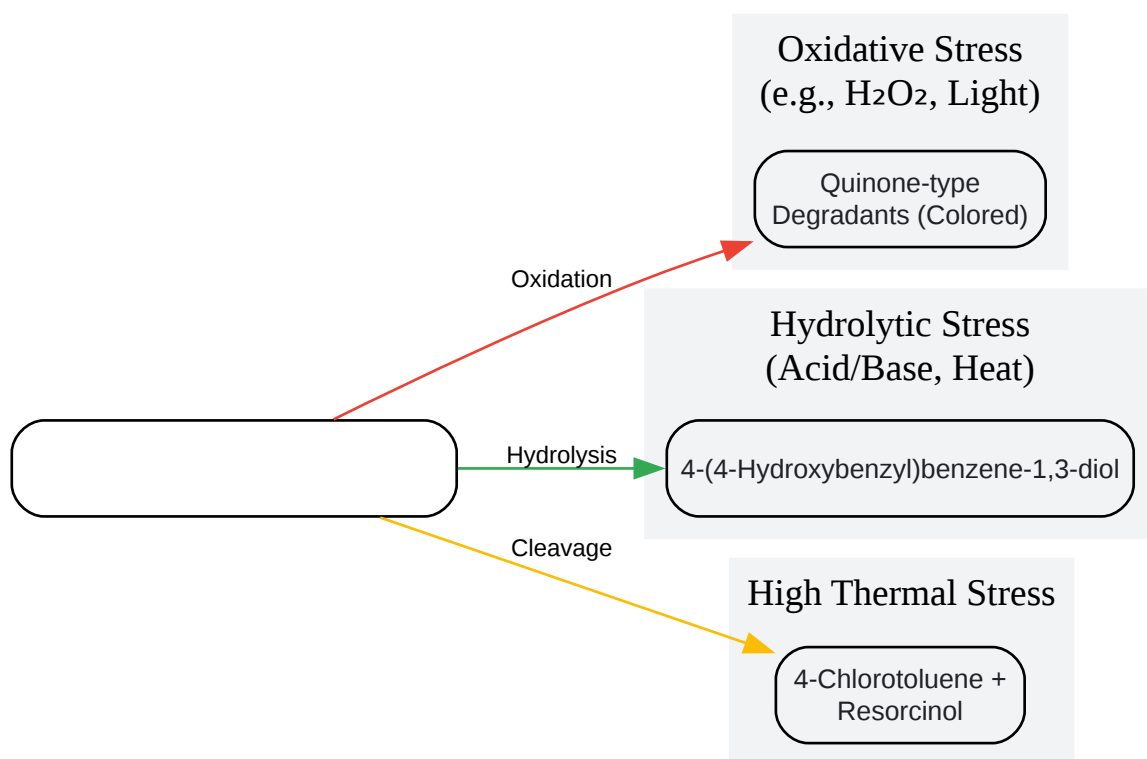 Oxidative Stress
(e.g., H₂O₂, Light)
Quinone-type
Degradants (Colored)
Oxidation
Hydrolytic Stress
(Acid/Base, Heat)
Hydrolysis
4-(4-Hydroxybenzyl)benzene-1,3-diol
Cleavage
High Thermal Stress
4-Chlorotoluene +
Resorcinol